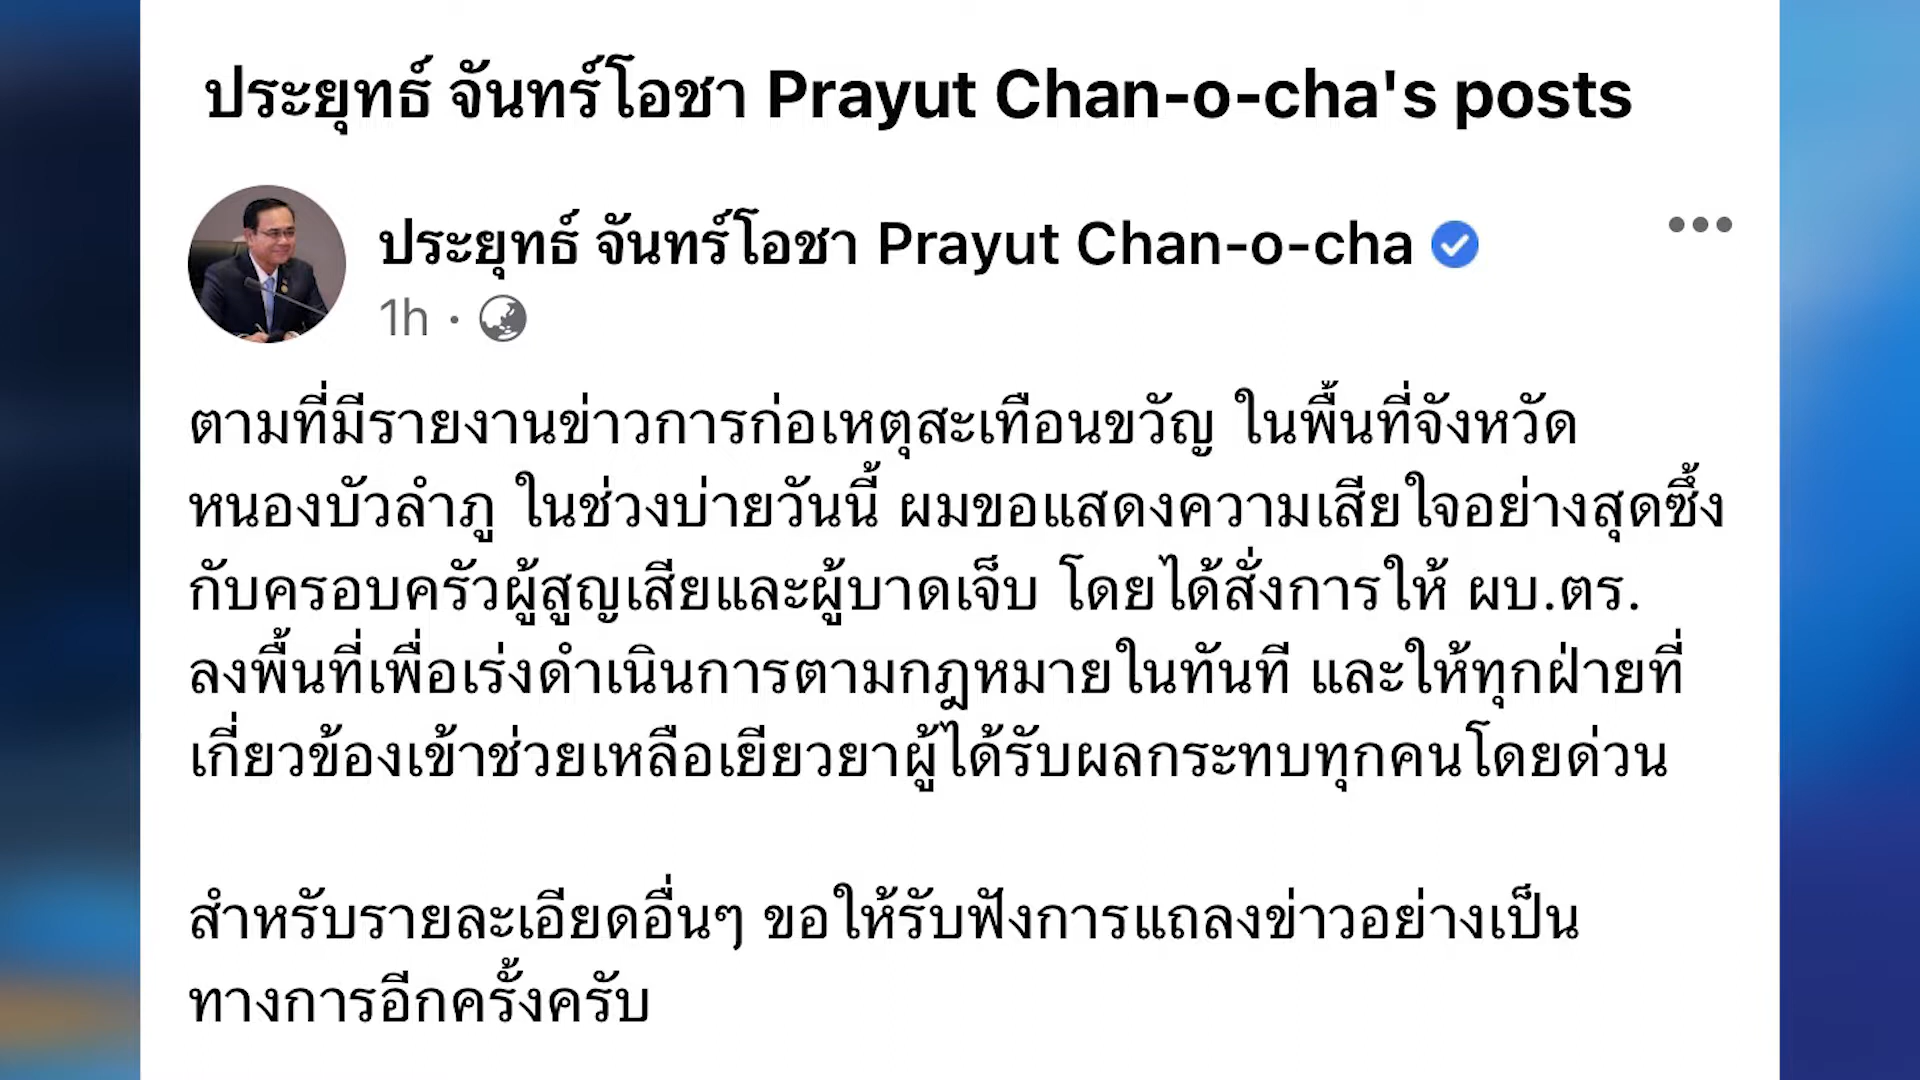 ประยุทธ์ จันทร์โอชา Prayut Chan-o-cha's posts
ประยุทธ์ จันทร์โอชา Prayut Chan-o-cha
1h ·
ตามที่มีรายงานข่าวการก่อเหตุสะเทือนขวัญ ในพื้นที่จังหวัด
หนองบัวลำภู ในช่วงบ่ายวันนี้ ผมขอแสดงความเสียใจอย่างสุดซึ้ง
กับครอบครัวผู้สูญเสียและผู้บาดเจ็บ โดยได้สั่งการให้ ผบ.ตร.
ลงพื้นที่เพื่อเร่งดำเนินการตามกฎหมายในทันที และให้ทุกฝ่ายที่
เกี่ยวข้องเข้าช่วยเหลือเยียวยาผู้ได้รับผลกระทบทุกคนโดยด่วน
สำหรับรายละเอียดอื่นๆ ขอให้รับฟังการแถลงข่าวอย่างเป็น
ทางการอีกครั้งครับ